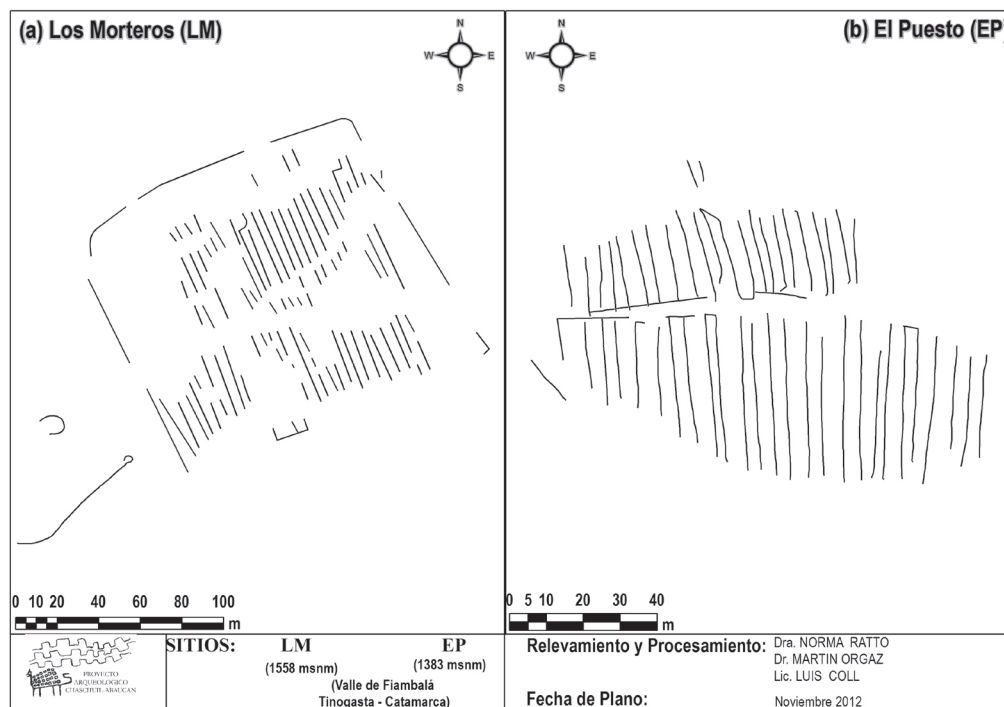 (a) Los Morteros (LM)
N
W E
S
0 10 20 40 60 80 100
m
N
W E
S
(b) El Puesto (EP)
0 5 10 20 30 40
m
PROYECTO
ARQUEOLOGICO
CHASCHUIL-ABAUCAN
SITIOS: LM EP
(1558 msnm) (1383 msnm)
(Valle de Fiambalá
Tinogasta - Catamarca)
Relevamiento y Procesamiento: Dra. NORMA RATTO
Dr. MARTIN ORGAZ
Lic. LUIS COLL
Fecha de Plano: Noviembre 2012